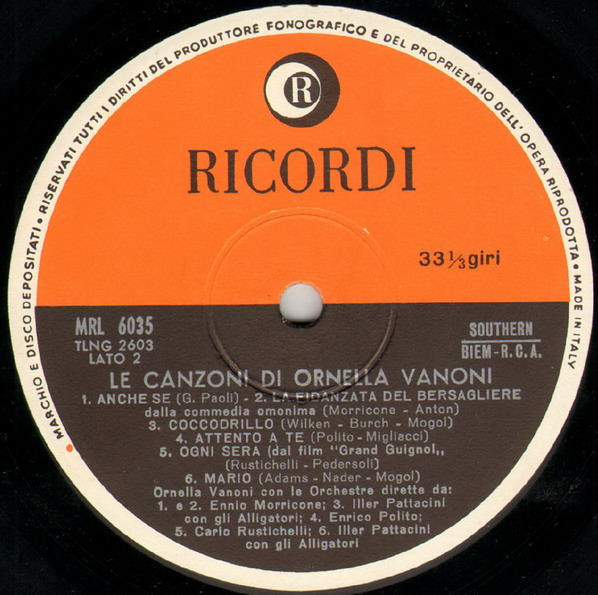 MARCHIO E DISCO DEPOSITATI • RISERVATI TUTTI I DIRITTI DEL PRODUTTORE FONOGRAFICO E DEL PROPRIETARIO DELL'OPERA RIPRODOTTA • MADE IN ITALY
R
RICORDI
33 1/3 giri
MRL 6035
TLNG 2603
LATO 2
SOUTHERN
BIEM-R.C.A.
LE CANZONI DI ORNELLA VANONI
1. ANCHE SE (G. Paoli) - 2. LA FIDANZATA DEL BERSAGLIERE
dalla commedia omonima (Morricone - Anton)
3. COCCODRILLO (Wilken - Burch - Mogol)
4. ATTENTO A TE (Polito - Migliacci)
5. OGNI SERA (dal film "Grand Guignol,,
(Rustichelli - Pedersoli)
6. MARIO (Adams - Nader - Mogol)
Ornella Vanoni con le Orchestre dirette da:
1. e 2. Ennio Morricone; 3. Iller Pattacini
con gli Alligatori; 4. Enrico Polito;
5. Carlo Rustichelli; 6. Iller Pattacini
con gli Alligatori